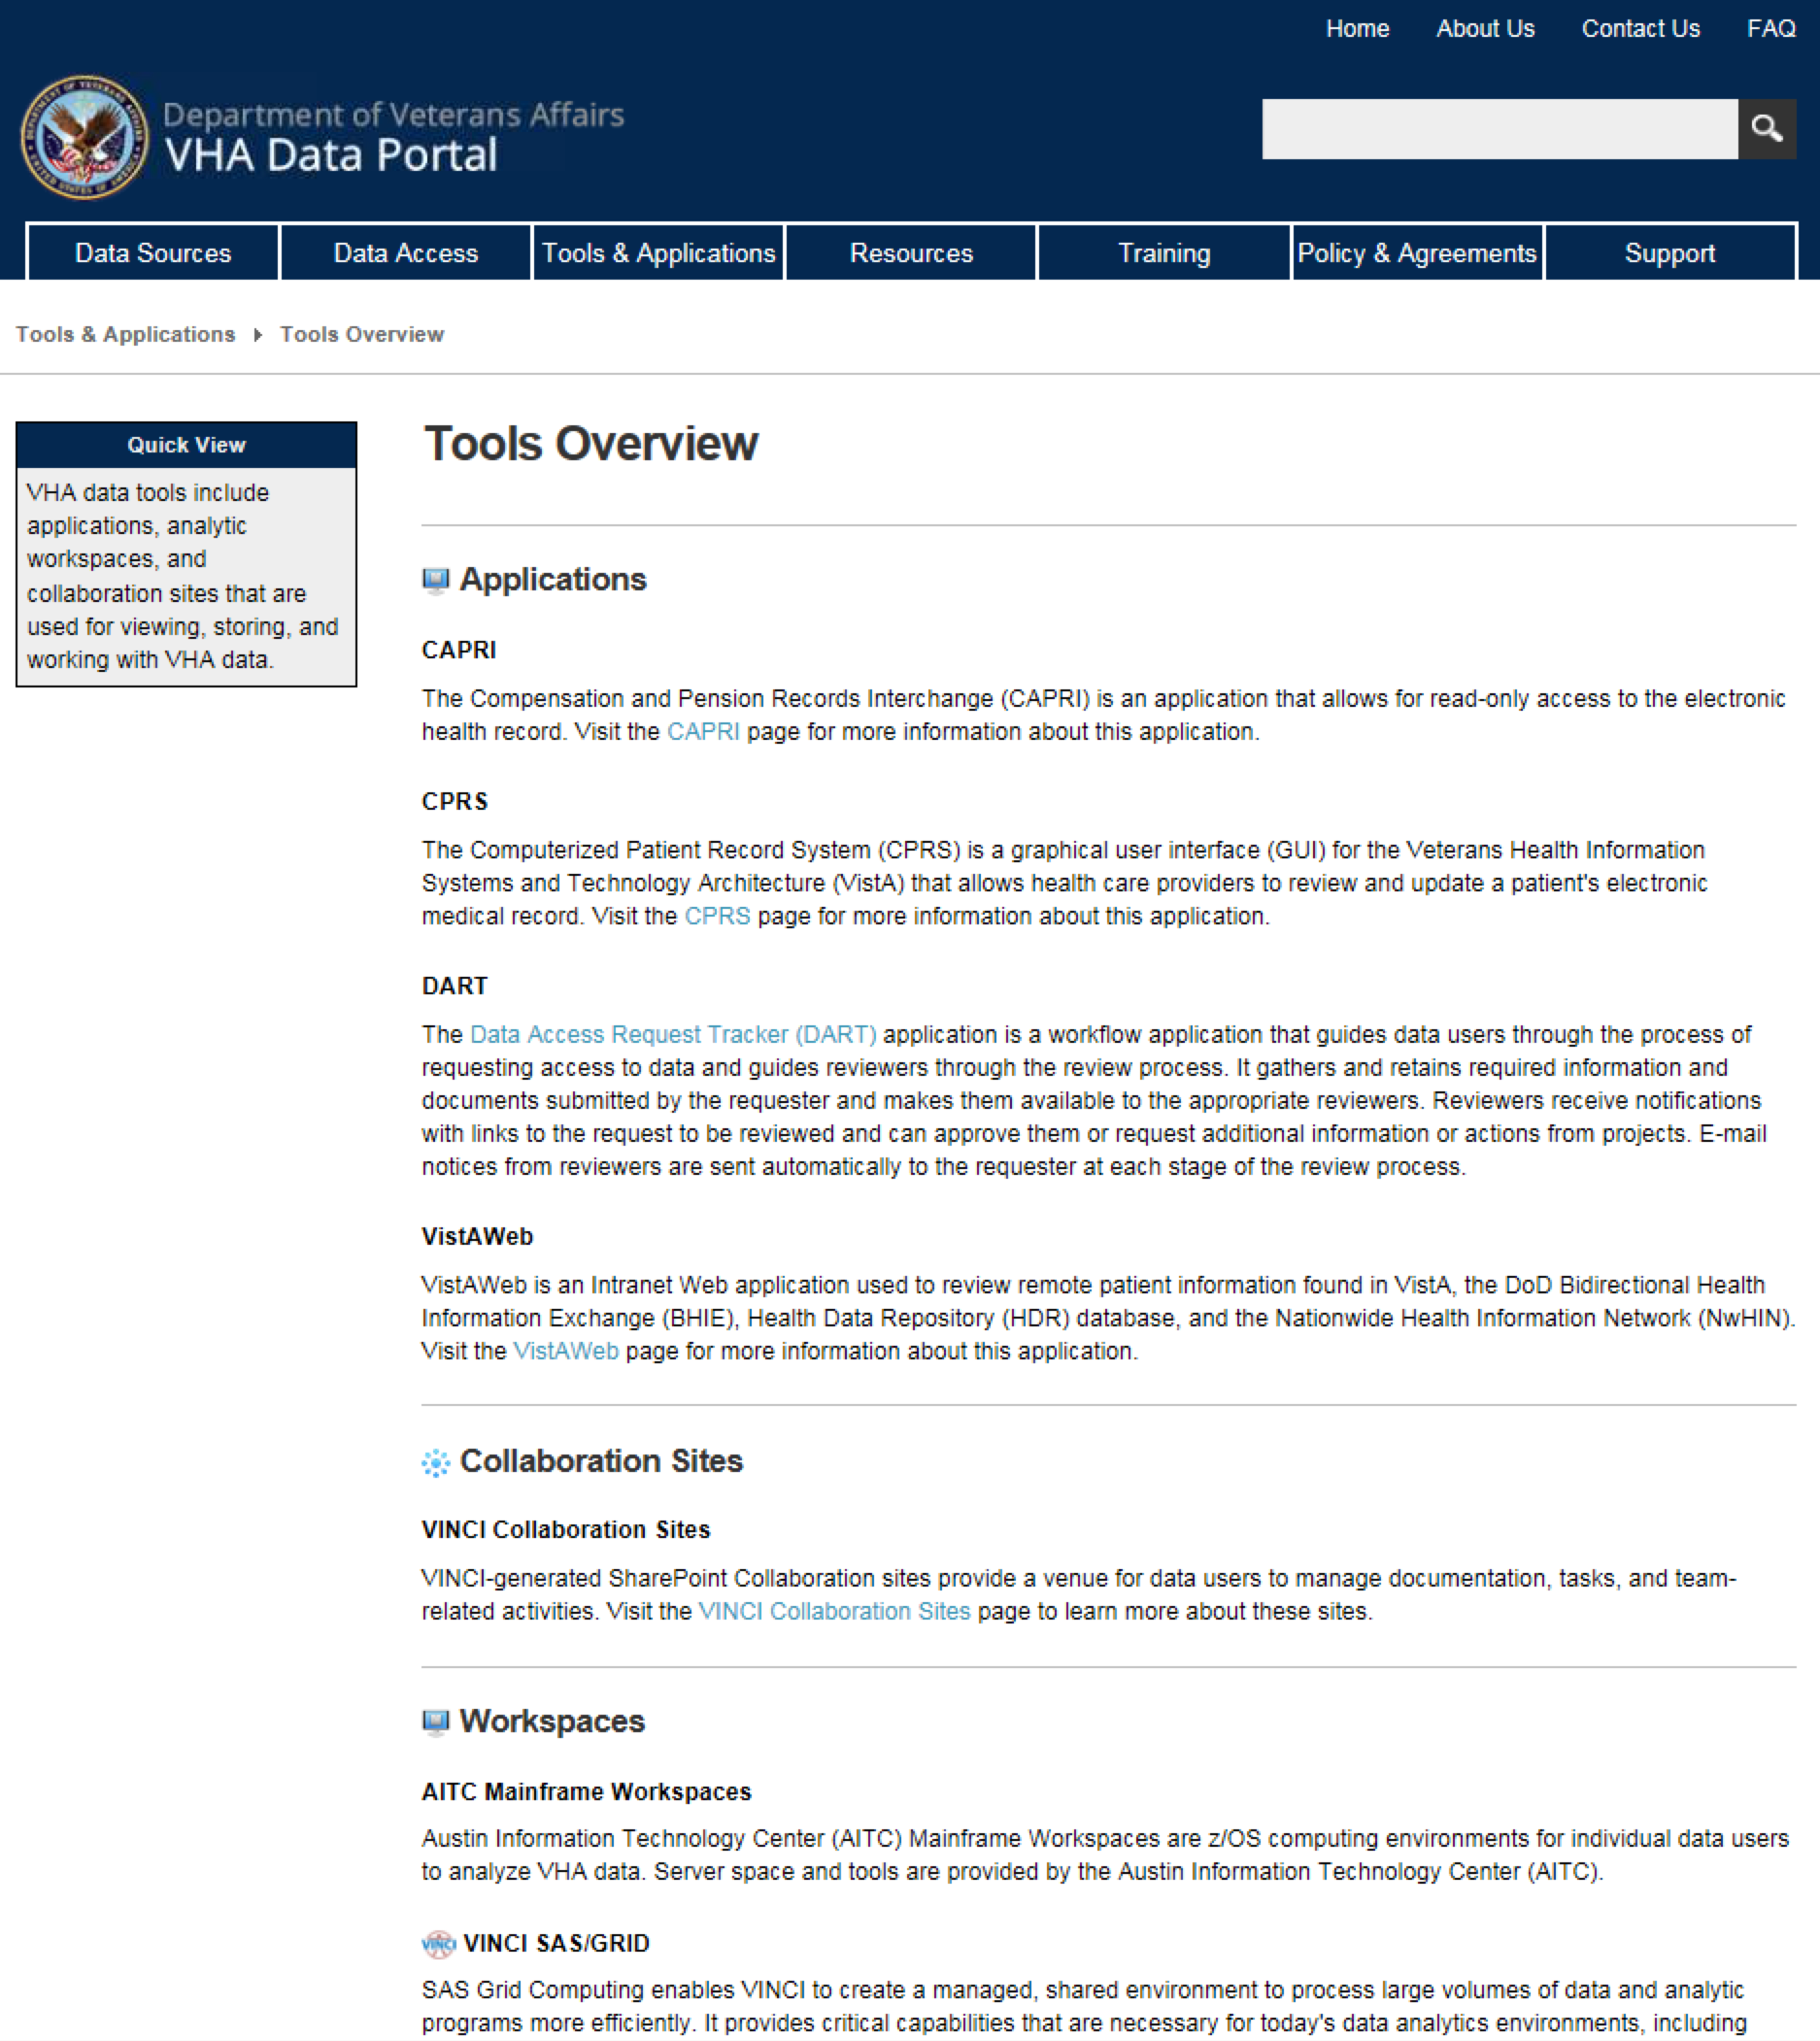 Home About Us Contact Us FAQ
Department of Veterans Affairs
VHA Data Portal
Data Sources Data Access Tools & Applications Resources Training Policy & Agreements Support
Tools & Applications Tools Overview
Quick View
VHA data tools include
applications, analytic
workspaces, and
collaboration sites that are
used for viewing, storing, and
working with VHA data.
Tools Overview
Applications
CAPRI
The Compensation and Pension Records Interchange (CAPRI) is an application that allows for read-only access to the electronic
health record. Visit the CAPRI page for more information about this application.
CPRS
The Computerized Patient Record System (CPRS) is a graphical user interface (GUI) for the Veterans Health Information
Systems and Technology Architecture (VistA) that allows health care providers to review and update a patient's electronic
medical record. Visit the CPRS page for more information about this application.
DART
The Data Access Request Tracker (DART) application is a workflow application that guides data users through the process of
requesting access to data and guides reviewers through the review process. It gathers and retains required information and
documents submitted by the requester and makes them available to the appropriate reviewers. Reviewers receive notifications
with links to the request to be reviewed and can approve them or request additional information or actions from projects. E-mail
notices from reviewers are sent automatically to the requester at each stage of the review process.
VistAWeb
VistAWeb is an Intranet Web application used to review remote patient information found in VistA, the DoD Bidirectional Health
Information Exchange (BHIE), Health Data Repository (HDR) database, and the Nationwide Health Information Network (NwHIN).
Visit the VistAWeb page for more information about this application.
Collaboration Sites
VINCI Collaboration Sites
VINCI-generated SharePoint Collaboration sites provide a venue for data users to manage documentation, tasks, and team-
related activities. Visit the VINCI Collaboration Sites page to learn more about these sites.
Workspaces
AITC Mainframe Workspaces
Austin Information Technology Center (AITC) Mainframe Workspaces are z/OS computing environments for individual data users
to analyze VHA data. Server space and tools are provided by the Austin Information Technology Center (AITC).
VINCI VINCI SAS/GRID
SAS Grid Computing enables VINCI to create a managed, shared environment to process large volumes of data and analytic
programs more efficiently. It provides critical capabilities that are necessary for today's data analytics environments, including